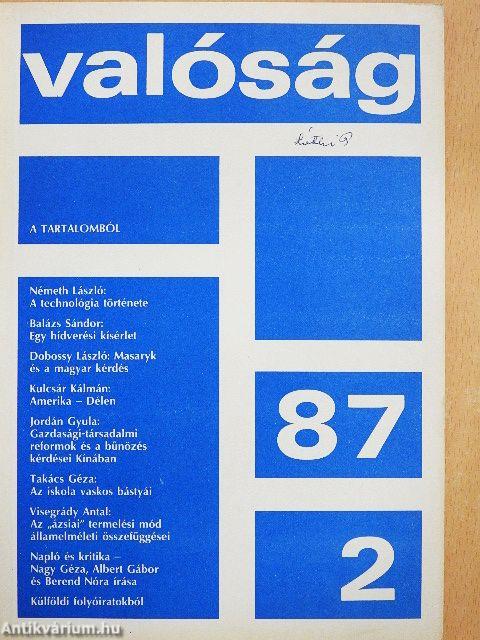 valóság
A TARTALOMBÓL
Németh László:
A technológia története
Balázs Sándor:
Egy hídverési kísérlet
Dobossy László: Masaryk
és a magyar kérdés
Kulcsár Kálmán:
Amerika – Délen
Jordán Gyula:
Gazdasági-társadalmi
reformok és a bűnözés
kérdései Kínában
Takács Géza:
Az iskola vaskos bástyái
Visegrády Antal:
Az „ázsiai" termelési mód
államelméleti összefüggései
Napló és kritika –
Nagy Géza, Albert Gábor
és Berend Nóra írása
Külföldi folyóiratokból
87
2
Antikvárium.hu